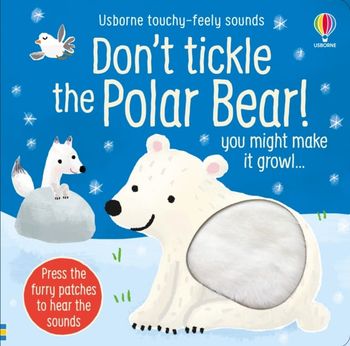 Usborne touchy-feely sounds
USBORNE
Don't tickle
the Polar Bear!
you might make
it growl...
Press the
furry patches
to hear the
sounds